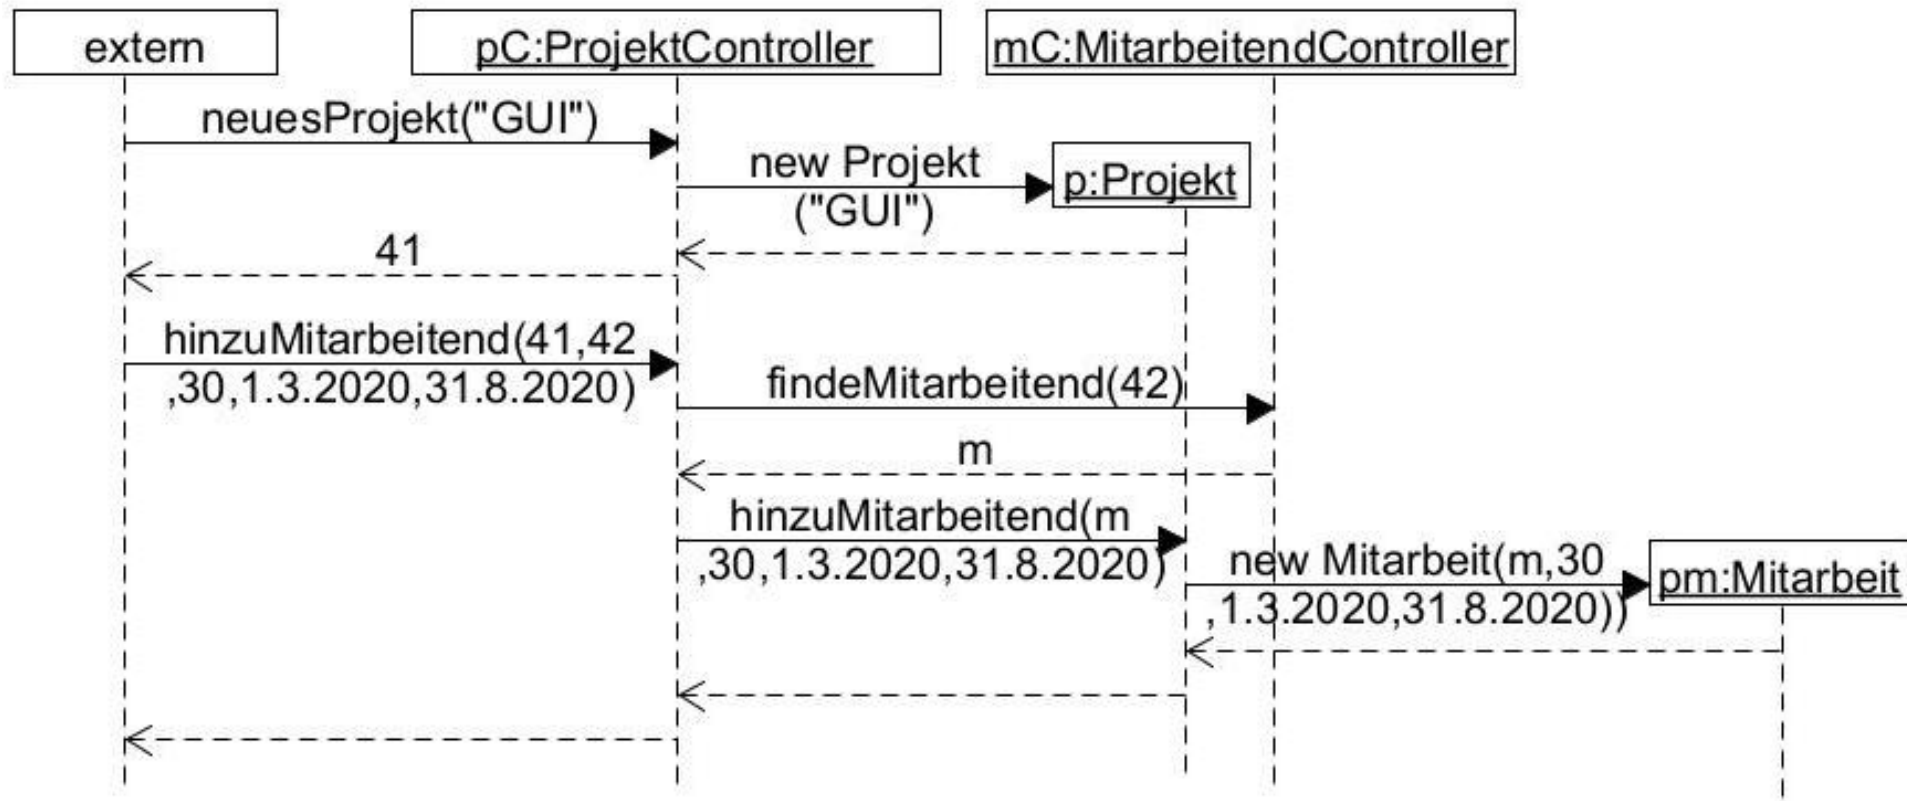 extern
pC:ProjektController
mC:MitarbeitendController
neuesProjekt("GUI")
new Projekt
("GUI")
p:Projekt
41
hinzuMitarbeitend(41,42
,30,1.3.2020,31.8.2020)
findeMitarbeitend(42)
m
hinzuMitarbeitend(m
,30,1.3.2020,31.8.2020)
new Mitarbeit(m,30
,1.3.2020,31.8.2020))
pm:Mitarbeit